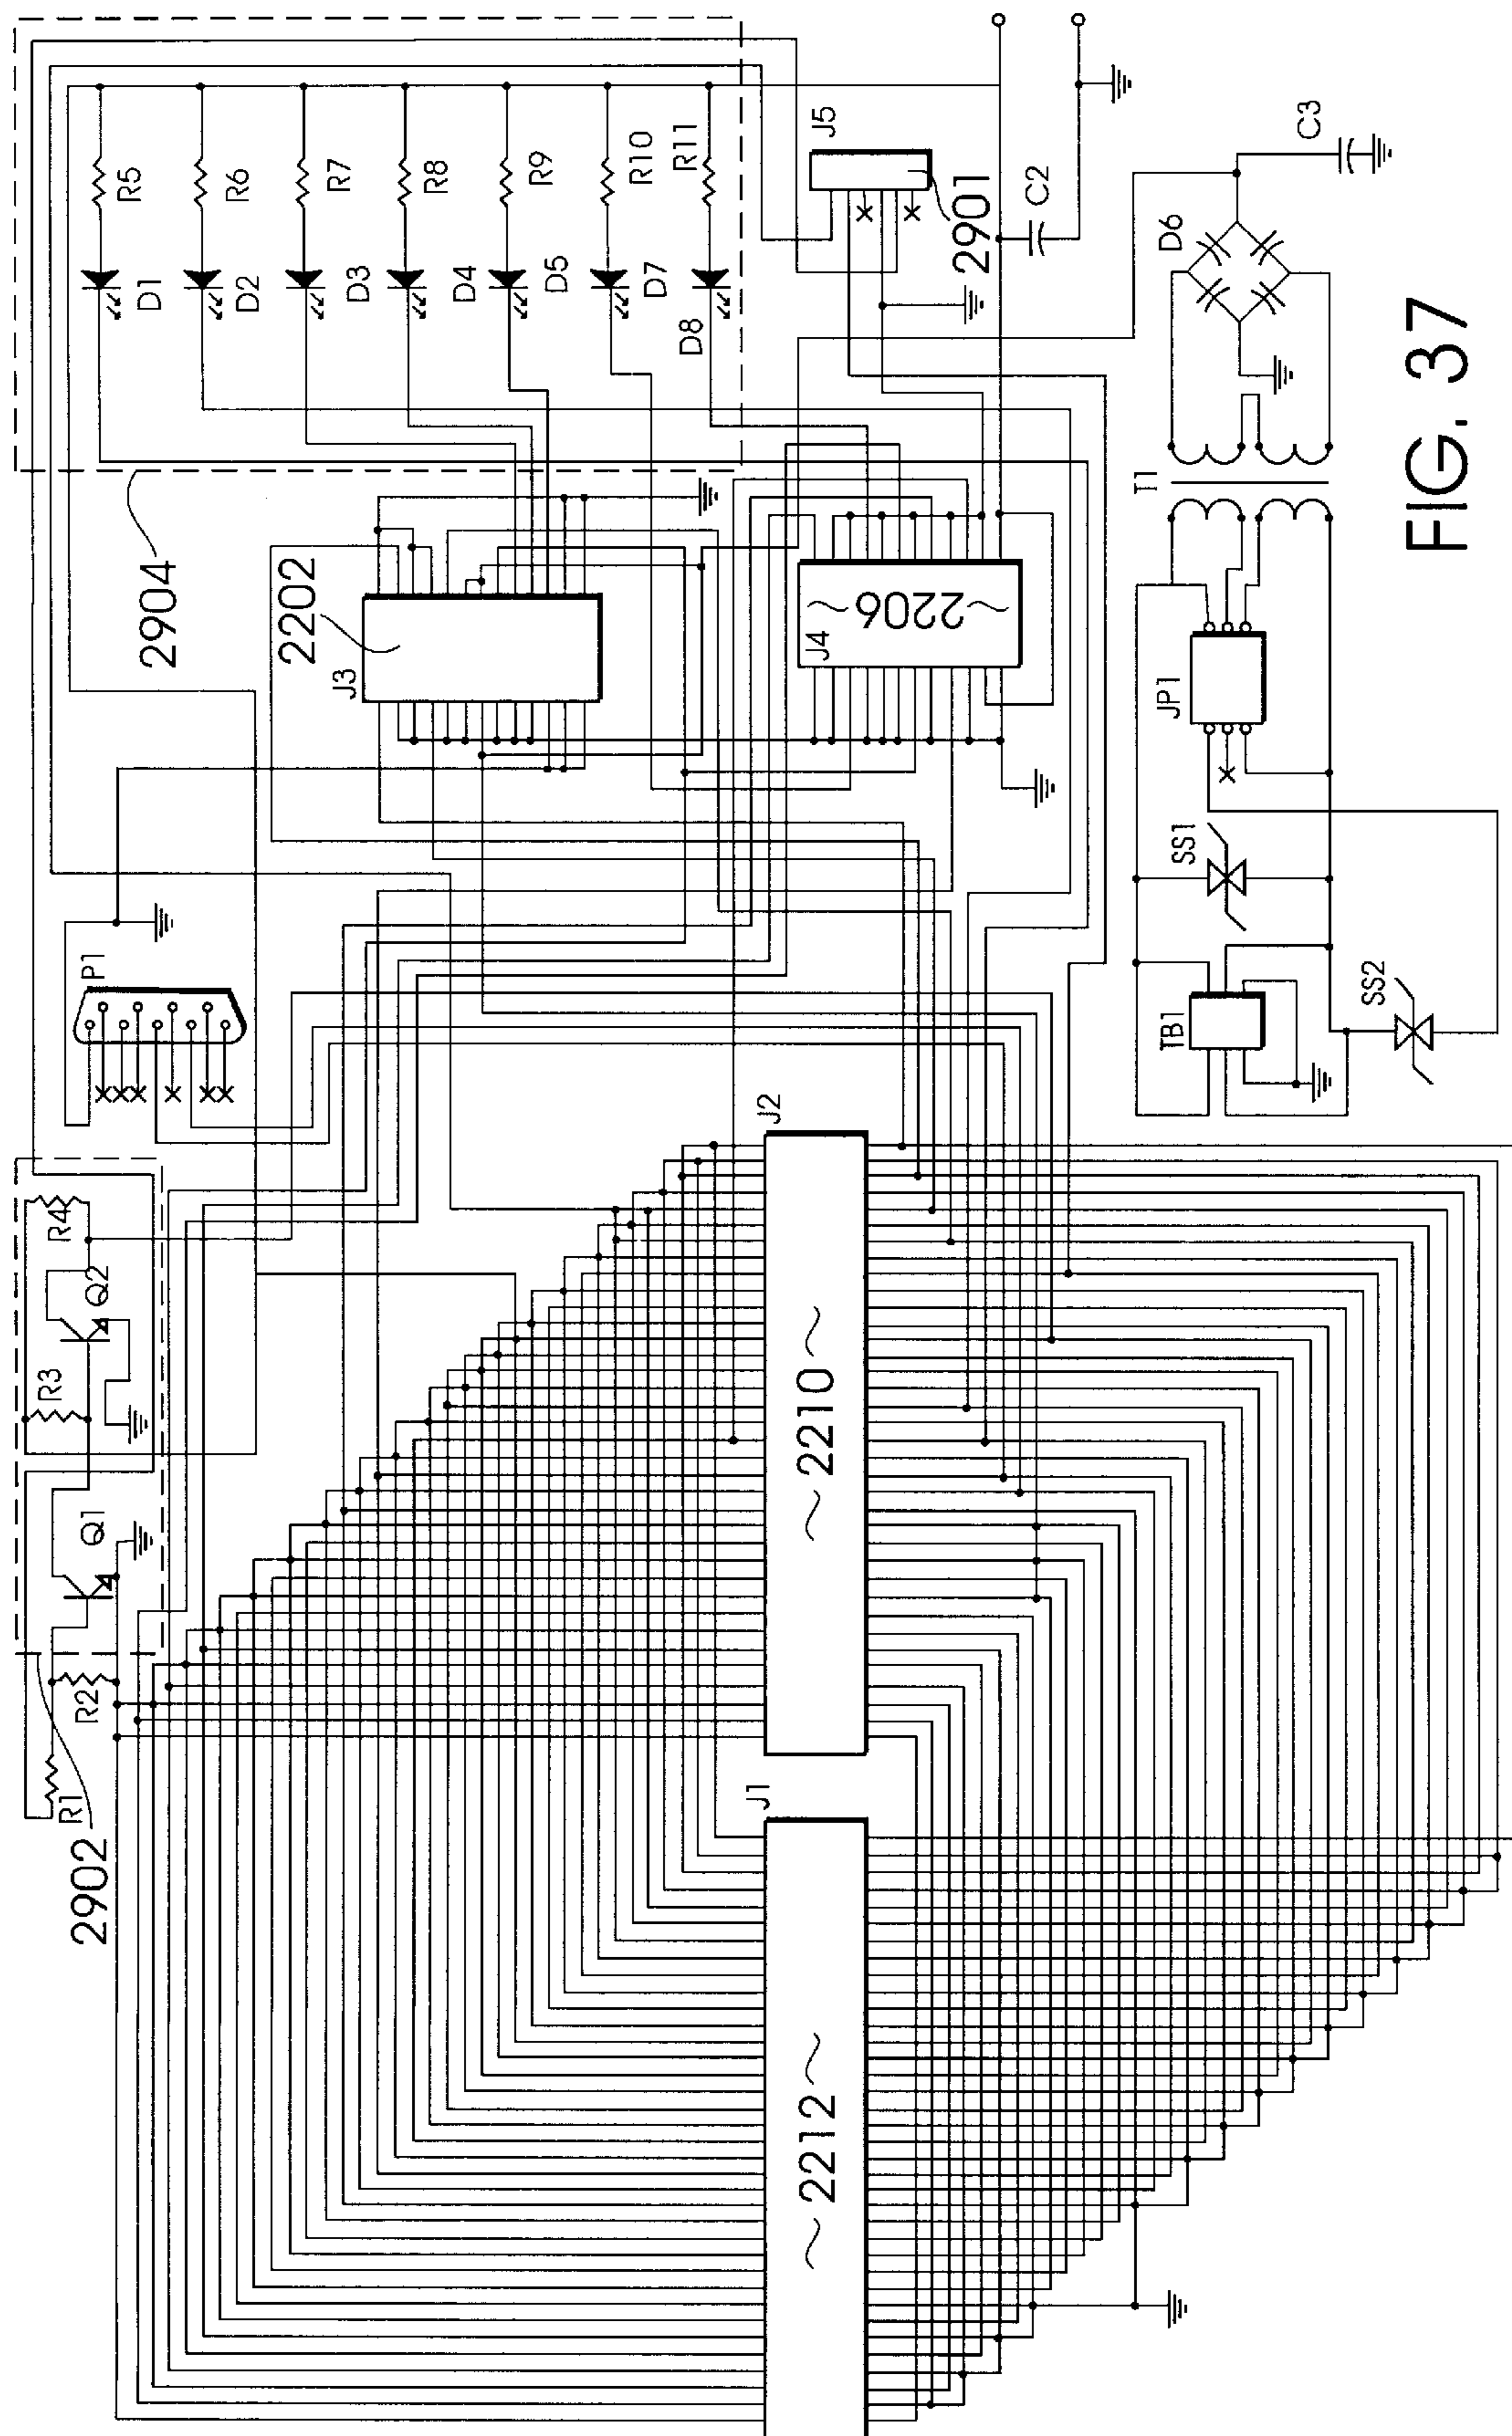 R5
R6
R7
R8
R9
R10
R11
D1
D2
D3
D4
D5
D7
D8
J5
2901
C2
C3
D6
2904
2202
J3
J4
~2206~
T1
JP1
SS1
TB1
SS2
P1
R4
Q2
R3
Q1
R2
R1
2902
J2
~ 2210 ~
J1
~ 2212 ~
FIG. 37